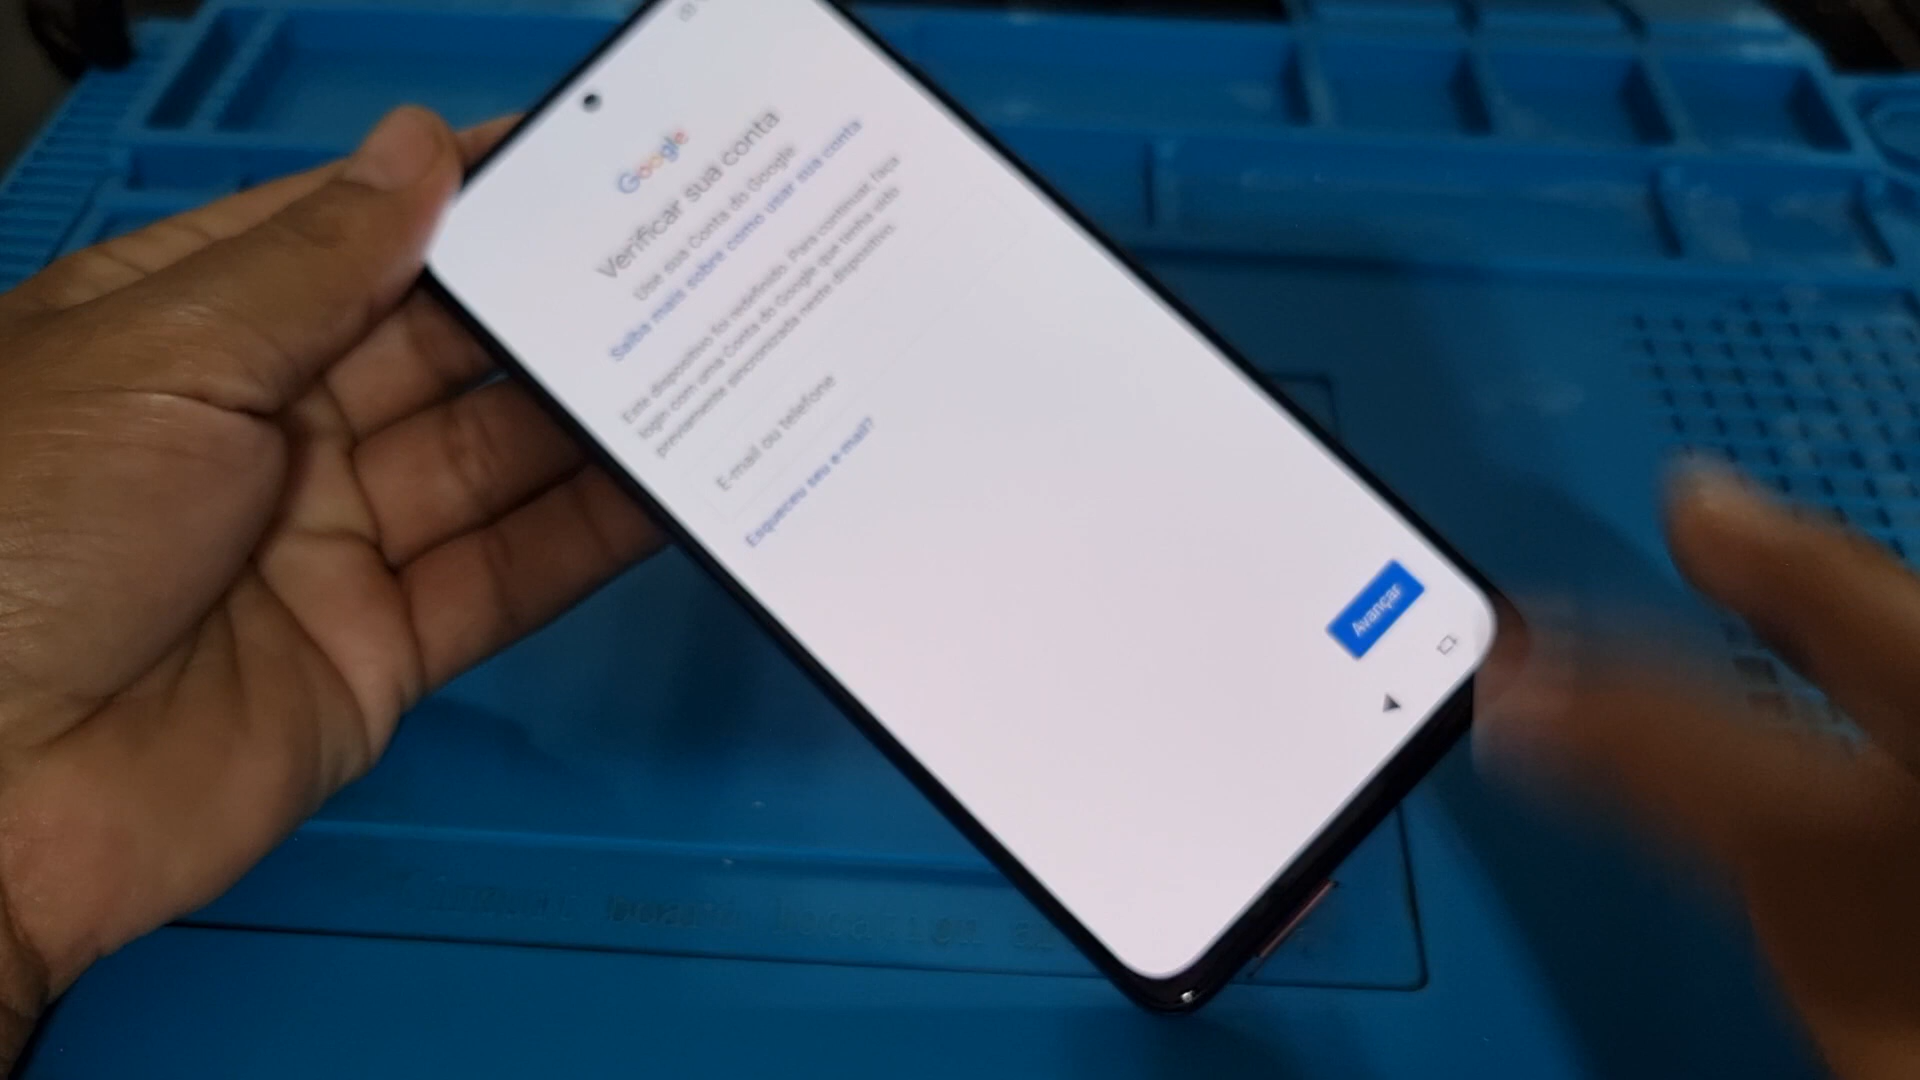 Google
Verificar sua conta
Use sua Conta do Google
Saiba mais sobre como usar sua conta
Este dispositivo foi redefinido. Para continuar, faça
login com uma Conta do Google que tenha sido
previamente sincronizada neste dispositivo.
E-mail ou telefone
Esqueceu seu e-mail?
Avançar